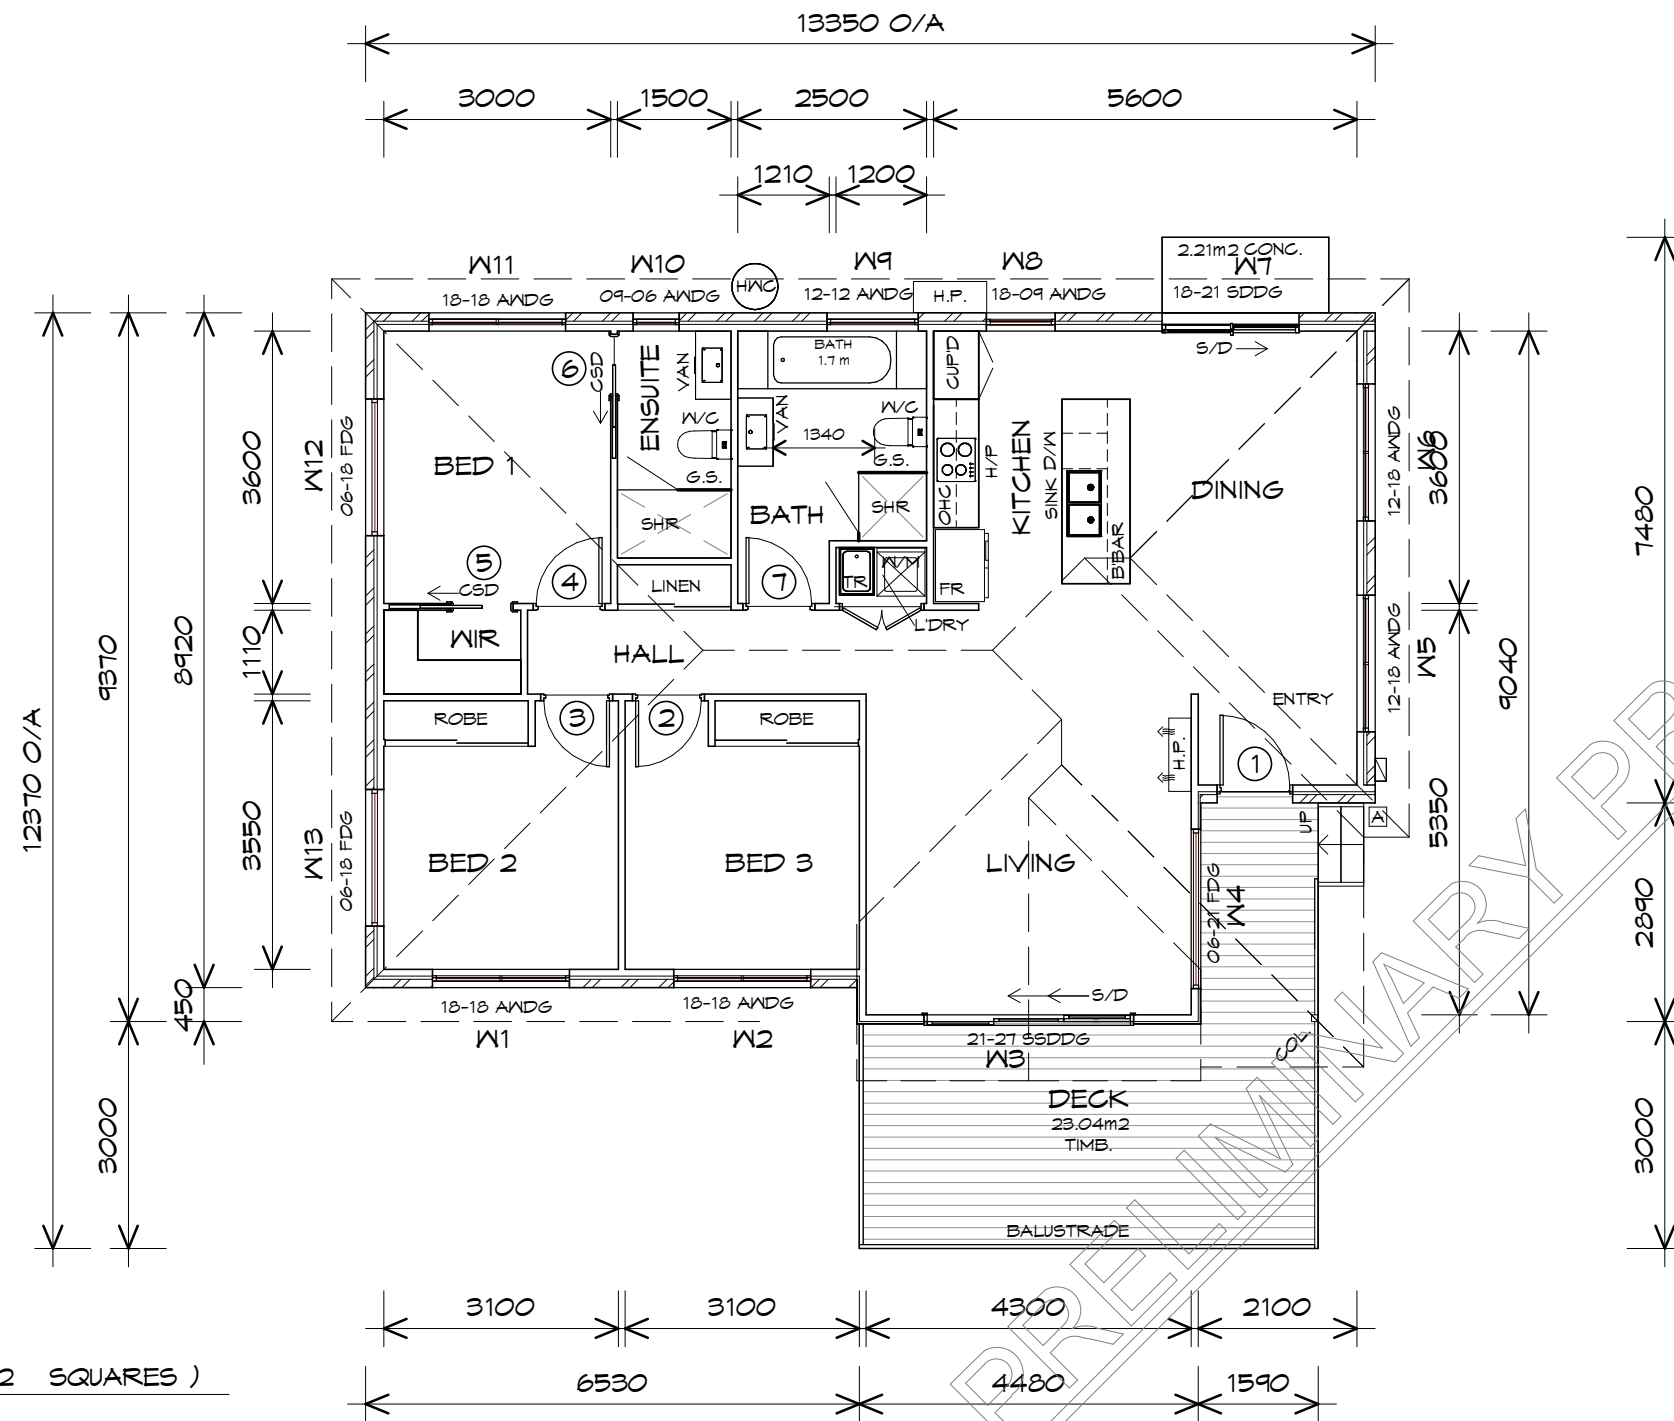 13350 O/A
3000
1500
2500
5600
1210
1200
W11
18-18 AWDG
W10
09-06 AWDG
HWC
W9
12-12 AWDG
H.P.
W8
18-09 AWDG
2.21m2 CONC.
W7
18-21 SDDG
S/D
12370 O/A
9370
3000
8920
450
3600
1110
3550
W12
06-18 FDG
W13
06-18 FDG
BED 1
6
CSD
5
CSD
4
ENSUITE
VAN
W/C
G.S.
SHR
LINEN
BATH
1.7 m
VAN
W/C
1340
G.S.
BATH
SHR
7
TR
W/M
L'DRY
CUP'D
OHC
H/P
FR
KITCHEN
SINK D/W
B'BAR
DINING
W6
12-18 AWDG
W5
12-18 AWDG
3608
5350
9040
7480
2890
3000
WIR
HALL
ROBE
3
2
ROBE
ENTRY
H.P.
1
UP
A
BED 2
BED 3
LIVING
06-21 FDG
W4
S/D
18-18 AWDG
W1
18-18 AWDG
W2
21-27 SSDDG
W3
COL.
DECK
23.04m2
TIMB.
BALUSTRADE
3100
3100
4300
2100
6530
4480
1590
2 SQUARES )
PRELIMINARY PR